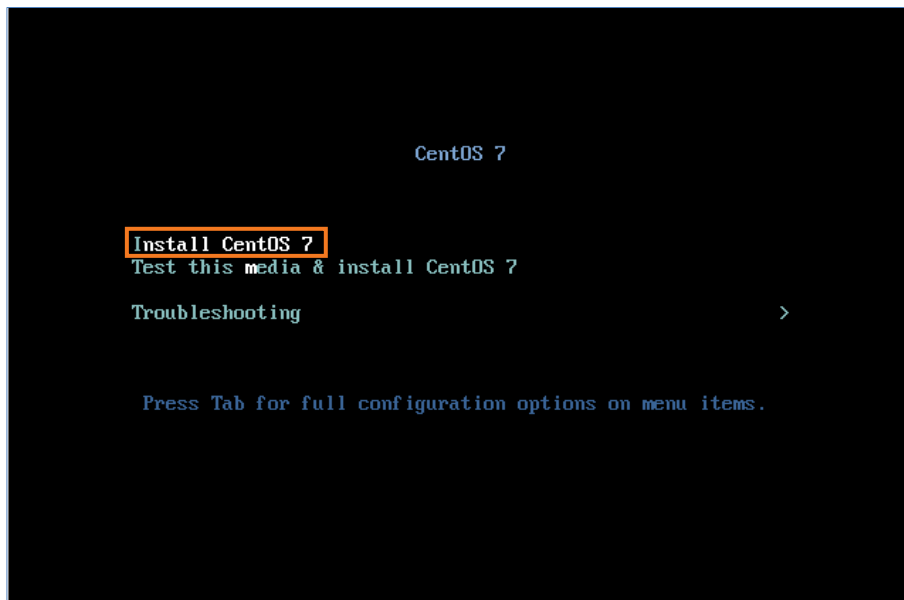 CentOS 7
Install CentOS 7
Test this media & install CentOS 7
Troubleshooting >
Press Tab for full configuration options on menu items.